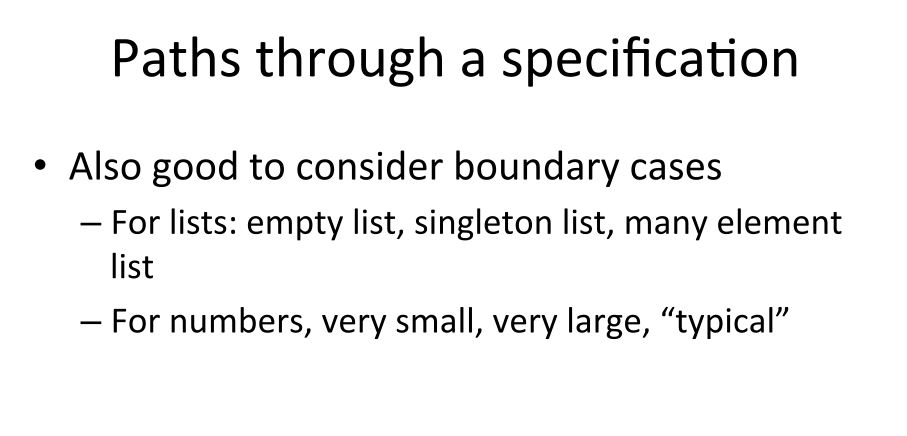 Paths through a specification
• Also good to consider boundary cases
– For lists: empty list, singleton list, many element
list
– For numbers, very small, very large, “typical”